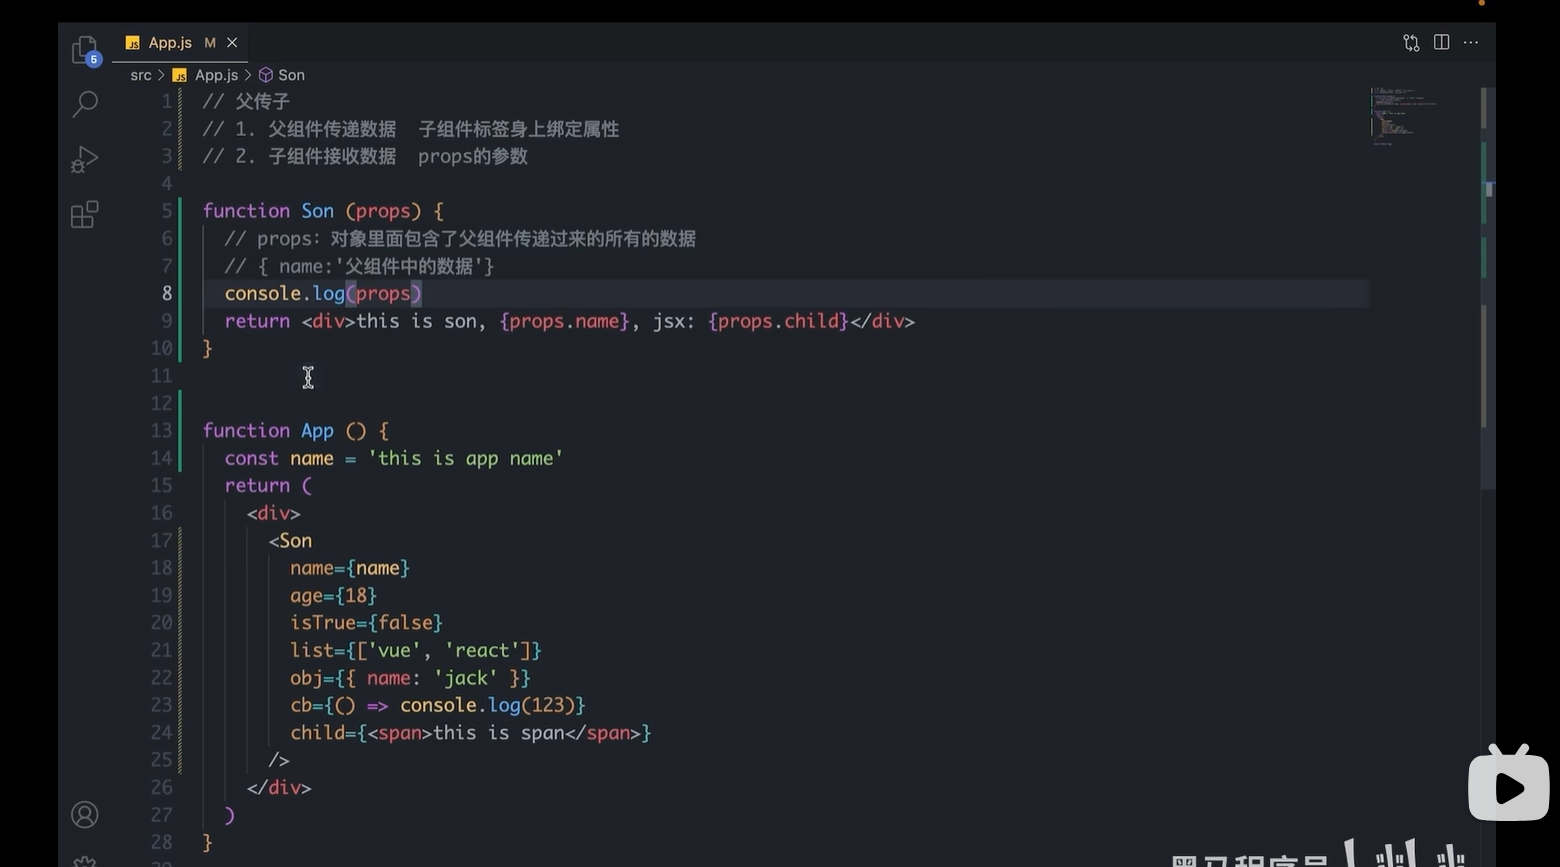 5
App.js M
src > App.js > Son
1 // 父传子
2 // 1. 父组件传递数据 子组件标签身上绑定属性
3 // 2. 子组件接收数据 props的参数
4
5 function Son (props) {
6 // props: 对象里面包含了父组件传递过来的所有的数据
7 // { name:'父组件中的数据'}
8 console.log(props)
9 return <div>this is son, {props.name}, jsx: {props.child}</div>
10 }
11
12
13 function App () {
14 const name = 'this is app name'
15 return (
16 <div>
17 <Son
18 name={name}
19 age={18}
20 isTrue={false}
21 list={['vue', 'react']}
22 obj={{ name: 'jack' }}
23 cb={() => console.log(123)}
24 child={<span>this is span</span>}
25 />
26 </div>
27 )
28 }